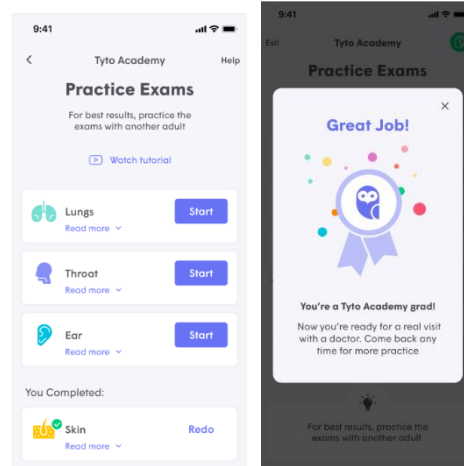 9:41
Tyto Academy Help
Practice Exams
For best results, practice the
exams with another adult
Watch tutorial
Lungs Start
Read more
Throat Start
Read more
Ear Start
Read more
You Completed:
Skin Redo
Read more
9:41
Exit Tyto Academy
Practice Exams
Great Job!
You're a Tyto Academy grad!
Now you're ready for a real visit
with a doctor. Come back any
time for more practice
For best results, practice the
exams with another adult